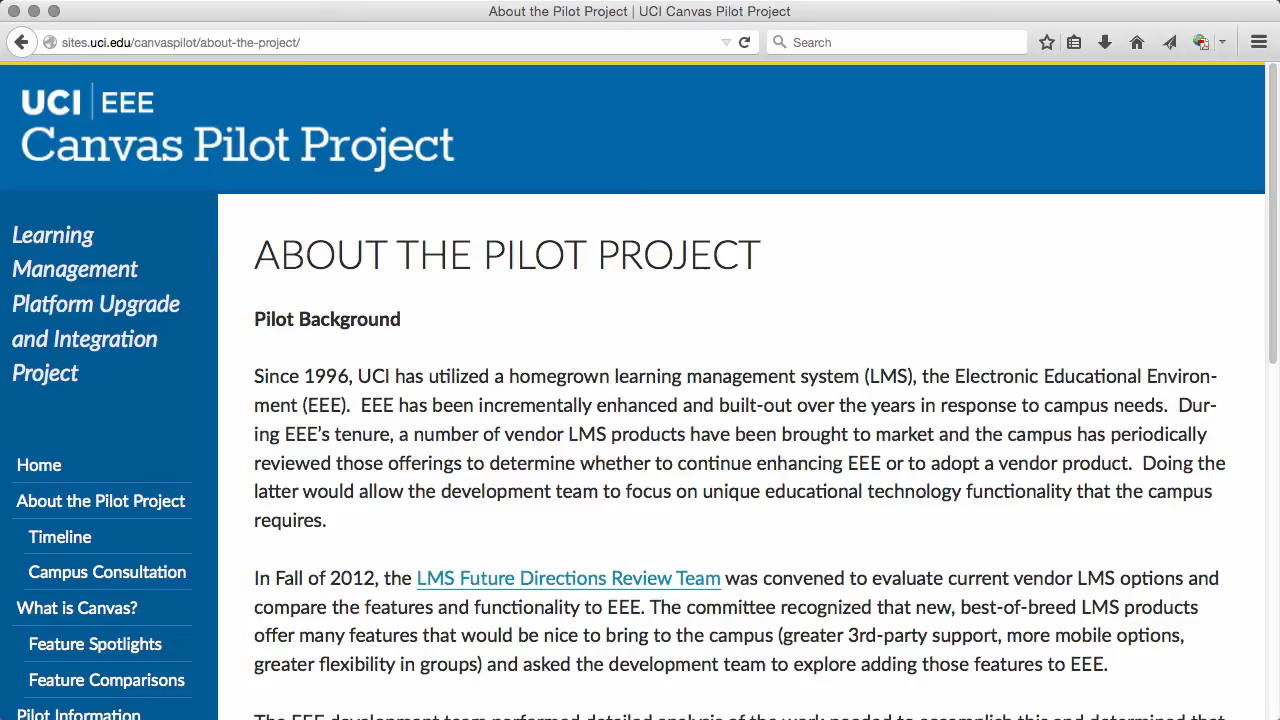 About the Pilot Project | UCI Canvas Pilot Project
sites.uci.edu/canvaspilot/about-the-project/
Search
UCI | EEE
Canvas Pilot Project
Learning
Management
Platform Upgrade
and Integration
Project
Home
About the Pilot Project
Timeline
Campus Consultation
What is Canvas?
Feature Spotlights
Feature Comparisons
Pilot Information
ABOUT THE PILOT PROJECT
Pilot Background
Since 1996, UCI has utilized a homegrown learning management system (LMS), the Electronic Educational Environ-
ment (EEE).  EEE has been incrementally enhanced and built-out over the years in response to campus needs.  Dur-
ing EEE's tenure, a number of vendor LMS products have been brought to market and the campus has periodically
reviewed those offerings to determine whether to continue enhancing EEE or to adopt a vendor product.  Doing the
latter would allow the development team to focus on unique educational technology functionality that the campus
requires.
In Fall of 2012, the LMS Future Directions Review Team was convened to evaluate current vendor LMS options and
compare the features and functionality to EEE. The committee recognized that new, best-of-breed LMS products
offer many features that would be nice to bring to the campus (greater 3rd-party support, more mobile options,
greater flexibility in groups) and asked the development team to explore adding those features to EEE.
The EEE development team performed detailed analysis of the work needed to accomplish this and determined that